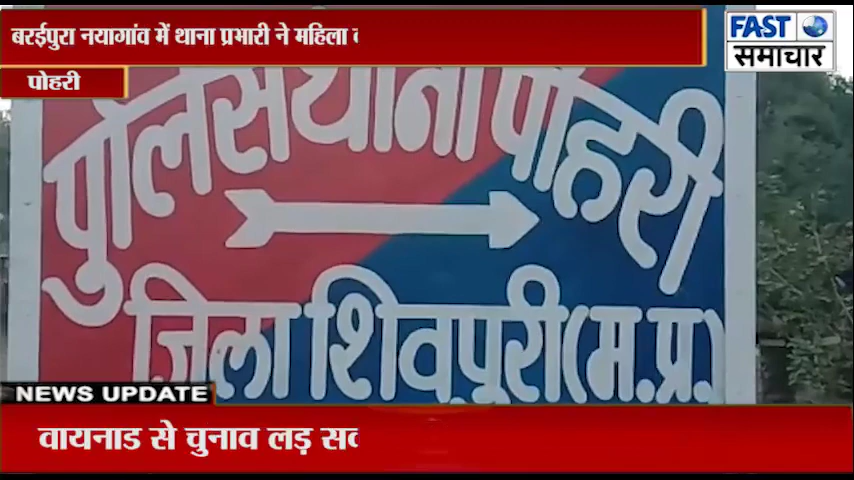 बरईपुरा नयागांव में थाना प्रभारी ने महिला
FAST
समाचार
पोहरी
पुलिस थाना पोहरी
जिला शिवपुरी (म.प्र.)
NEWS UPDATE
वायनाड से चुनाव लड़